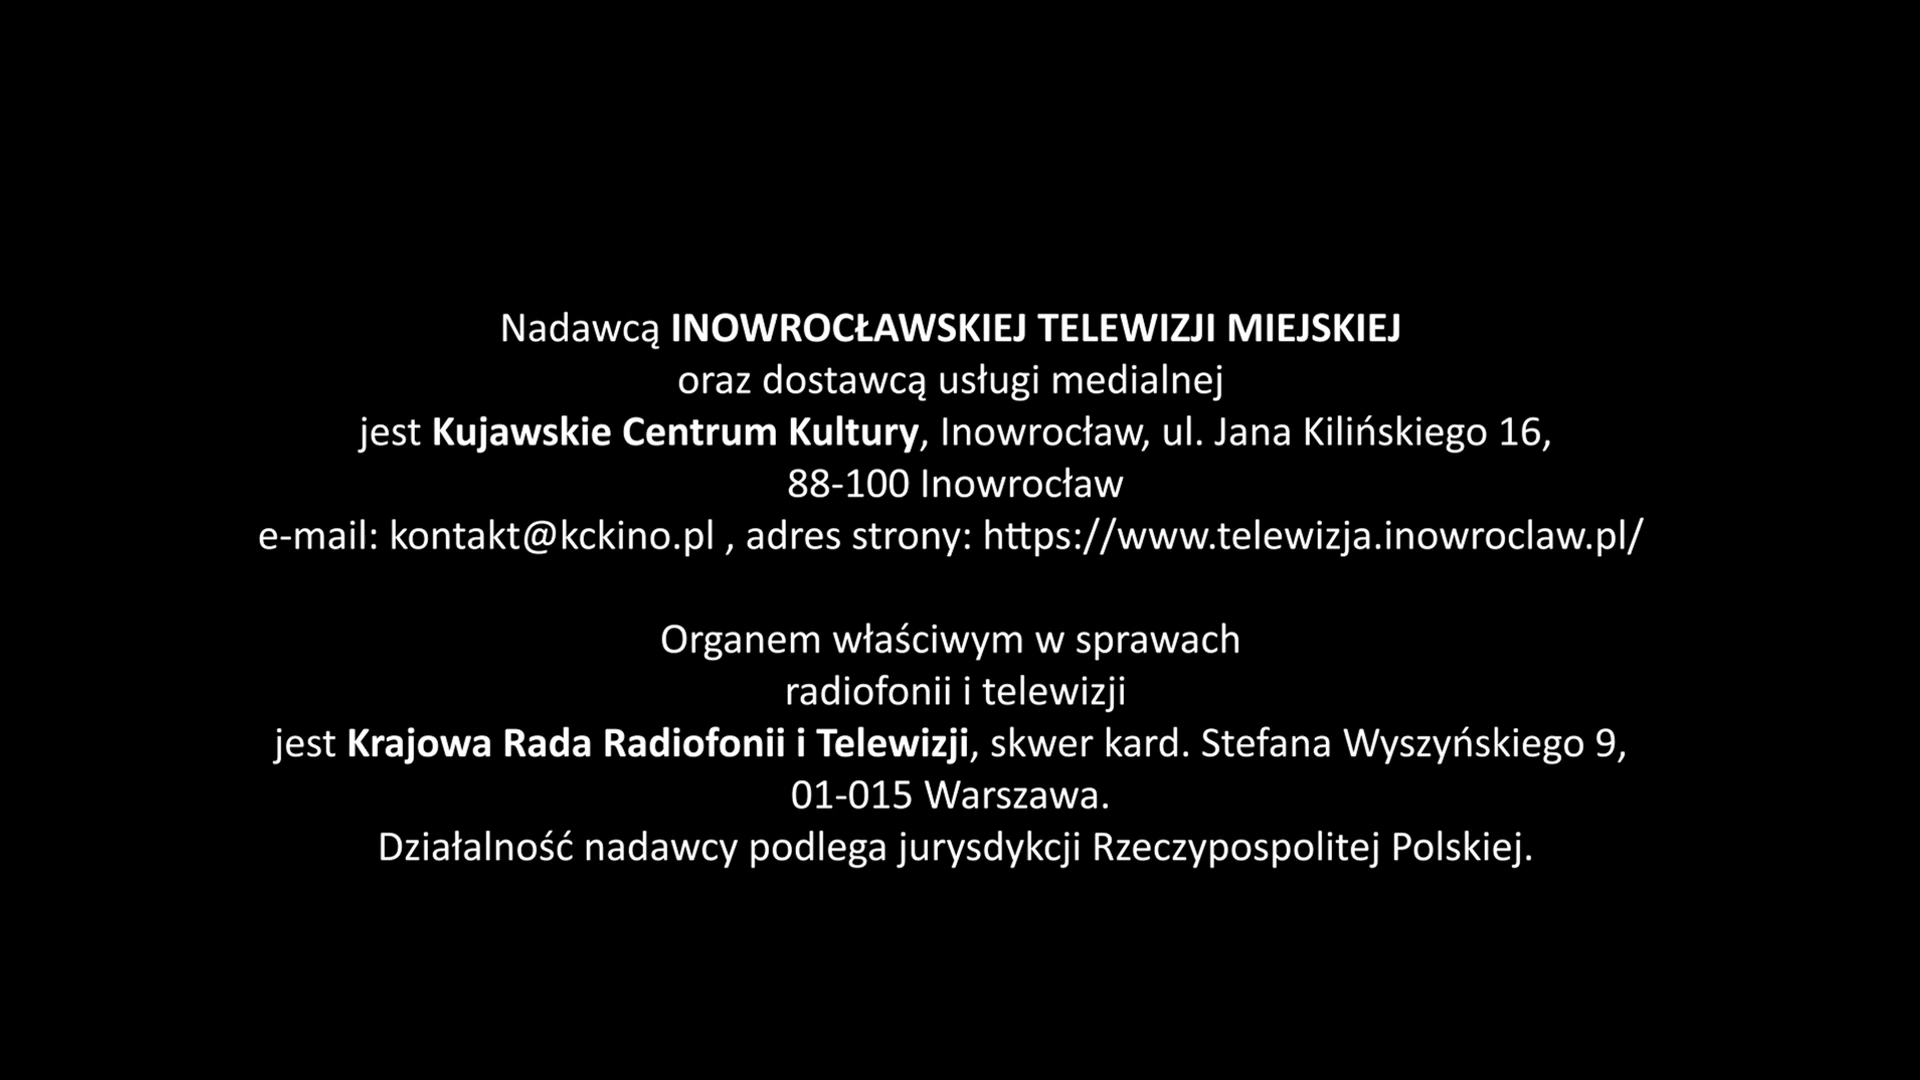 Nadawcą INOWROCŁAWSKIEJ TELEWIZJI MIEJSKIEJ
oraz dostawcą usługi medialnej
jest Kujawskie Centrum Kultury, Inowrocław, ul. Jana Kilińskiego 16,
88-100 Inowrocław
e-mail: kontakt@kckino.pl , adres strony: https://www.telewizja.inowroclaw.pl/
Organem właściwym w sprawach
radiofonii i telewizji
jest Krajowa Rada Radiofonii i Telewizji, skwer kard. Stefana Wyszyńskiego 9,
01-015 Warszawa.
Działalność nadawcy podlega jurysdykcji Rzeczypospolitej Polskiej.